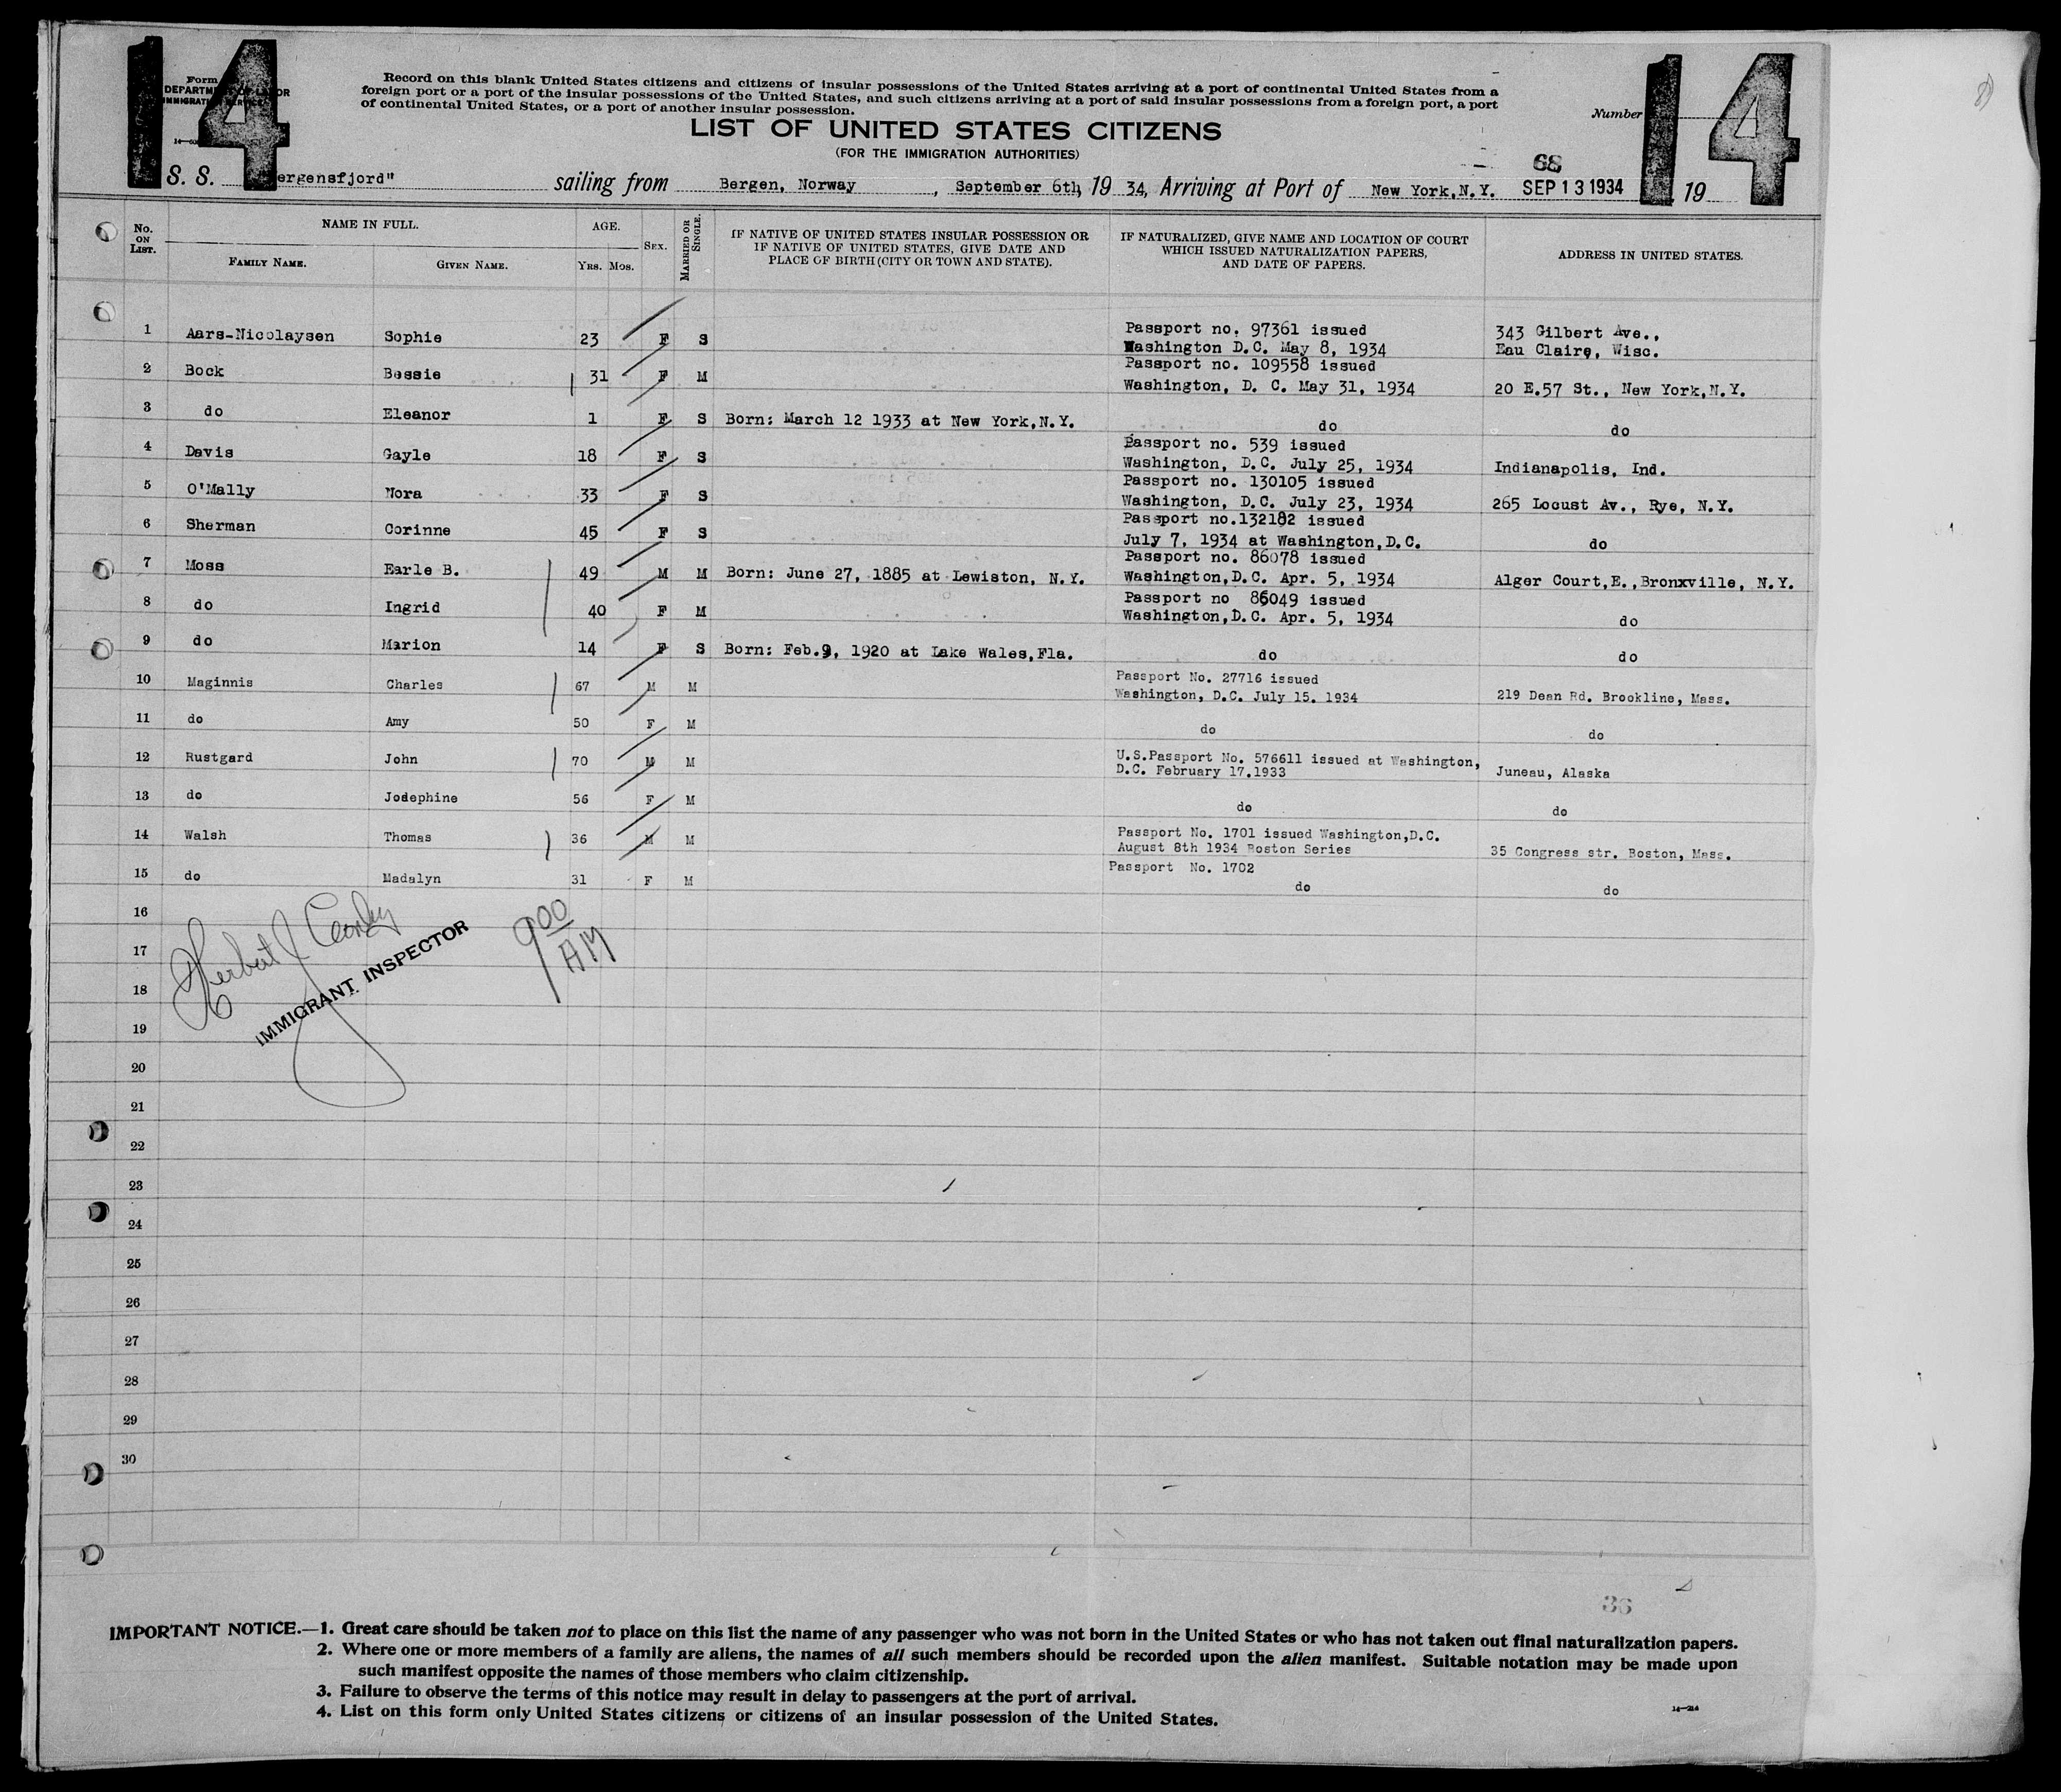 14
14
Form
DEPARTMENT OF LABOR
IMMIGRATION SERVICE
Record on this blank United States citizens and citizens of insular possessions of the United States arriving at a port of continental United States from a
foreign port or a port of the insular possessions of the United States, and such citizens arriving at a port of said insular possessions from a foreign port, a port
of continental United States, or a port of another insular possession.
Number
LIST OF UNITED STATES CITIZENS
(FOR THE IMMIGRATION AUTHORITIES)
68
S. S. ergensfjord" sailing from Bergen, Norway, September 6th, 19 34, Arriving at Port of New York,N.Y. SEP 13 1934 19
No. ON LIST. NAME IN FULL. AGE. SEX. MARRIED OR SINGLE. IF NATIVE OF UNITED STATES INSULAR POSSESSION OR IF NATIVE OF UNITED STATES, GIVE DATE AND PLACE OF BIRTH (CITY OR TOWN AND STATE). IF NATURALIZED, GIVE NAME AND LOCATION OF COURT WHICH ISSUED NATURALIZATION PAPERS, AND DATE OF PAPERS. ADDRESS IN UNITED STATES.
FAMILY NAME. GIVEN NAME. YRS. MOS.
1 Aars-Nicolaysen Sophie 23 F S Passport no. 97361 issued 343 Gilbert Ave.,
Washington D.C. May 8, 1934 Eau Claire, Wisc.
2 Bock Bessie 31 F M Passport no. 109558 issued
Washington, D. C. May 31, 1934 20 E.57 St., New York,N.Y.
3 do Eleanor 1 F S Born: March 12 1933 at New York,N.Y. do do
4 Davis Gayle 18 F S Passport no. 539 issued
Washington, D.C. July 25, 1934 Indianapolis, Ind.
5 O'Mally Nora 33 F S Passport no. 130105 issued
Washington, D.C. July 23, 1934 265 Locust Av., Rye, N.Y.
6 Sherman Corinne 45 F S Passport no.132182 issued
July 7, 1934 at Washington,D.C. do
7 Moss Earle B. 49 M M Born: June 27, 1885 at Lewiston, N.Y. Passport no. 86078 issued
Washington,D.C. Apr. 5, 1934 Alger Court,E.,Bronxville, N.Y.
8 do Ingrid 40 F M Passport no 86049 issued
Washington,D.C. Apr. 5, 1934 do
9 do Marion 14 F S Born: Feb.9, 1920 at Lake Wales,Fla. do do
10 Maginnis Charles 67 M M Passport No. 27716 issued
Washington, D.C. July 15. 1934 219 Dean Rd. Brookline, Mass.
11 do Amy 50 F M do do
12 Rustgard John 70 M M U.S.Passport No. 576611 issued at Washington,
D.C. February 17.1933 Juneau, Alaska
13 do Josephine 56 F M do do
14 Walsh Thomas 36 M M Passport No. 1701 issued Washington,D.C.
August 8th 1934 Boston Series 35 Congress str. Boston, Mass.
15 do Madalyn 31 F M Passport No. 1702
do do
16
17
18
19
20
21
22
23
24
25
26
27
28
29
30
Herbert J
IMMIGRANT INSPECTOR
9 00 AM
36
IMPORTANT NOTICE.—1. Great care should be taken not to place on this list the name of any passenger who was not born in the United States or who has not taken out final naturalization papers.
2. Where one or more members of a family are aliens, the names of all such members should be recorded upon the alien manifest. Suitable notation may be made upon
such manifest opposite the names of those members who claim citizenship.
3. Failure to observe the terms of this notice may result in delay to passengers at the port of arrival.
4. List on this form only United States citizens or citizens of an insular possession of the United States.
14—214